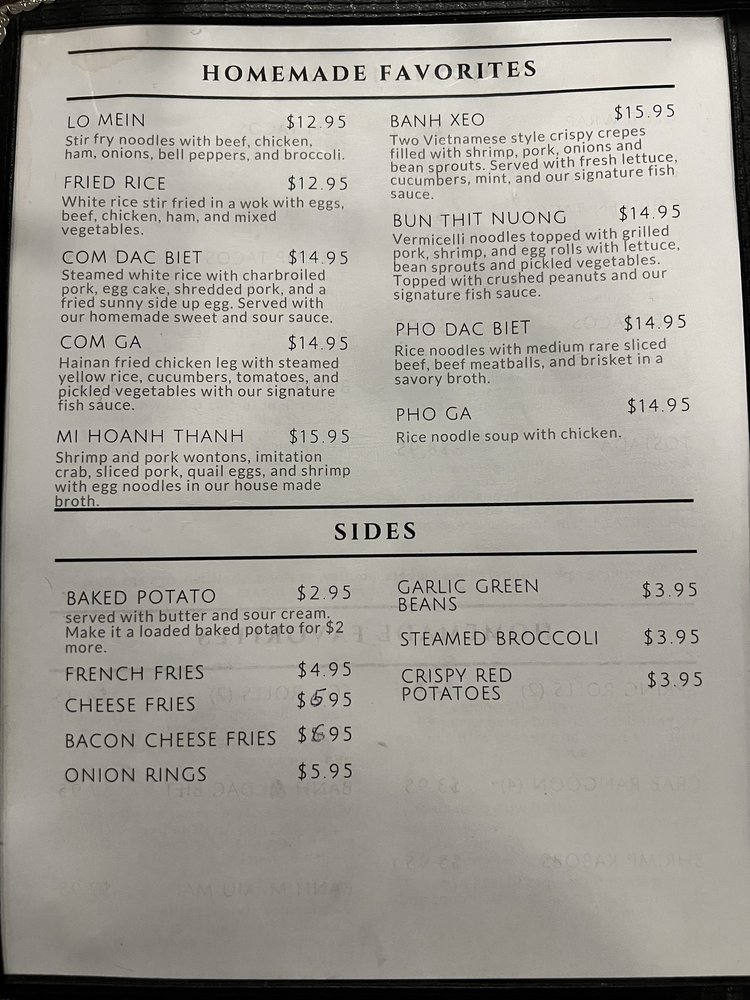 HOMEMADE FAVORITES
LO MEIN $12.95
Stir fry noodles with beef, chicken,
ham, onions, bell peppers, and broccoli.
FRIED RICE $12.95
White rice stir fried in a wok with eggs,
beef, chicken, ham, and mixed
vegetables.
COM DAC BIET $14.95
Steamed white rice with charbroiled
pork, egg cake, shredded pork, and a
fried sunny side up egg. Served with
our homemade sweet and sour sauce.
COM GA $14.95
Hainan fried chicken leg with steamed
yellow rice, cucumbers, tomatoes, and
pickled vegetables with our signature
fish sauce.
MI HOANH THANH $15.95
Shrimp and pork wontons, imitation
crab, sliced pork, quail eggs, and shrimp
with egg noodles in our house made
broth.
BANH XEO $15.95
Two Vietnamese style crispy crepes
filled with shrimp, pork, onions and
bean sprouts. Served with fresh lettuce,
cucumbers, mint, and our signature fish
sauce.
BUN THIT NUONG $14.95
Vermicelli noodles topped with grilled
pork, shrimp, and egg rolls with lettuce,
bean sprouts and pickled vegetables.
Topped with crushed peanuts and our
signature fish sauce.
PHO DAC BIET $14.95
Rice noodles with medium rare sliced
beef, beef meatballs, and brisket in a
savory broth.
PHO GA $14.95
Rice noodle soup with chicken.
SIDES
BAKED POTATO $2.95
served with butter and sour cream.
Make it a loaded baked potato for $2
more.
FRENCH FRIES $4.95
CHEESE FRIES $5.95
BACON CHEESE FRIES $6.95
ONION RINGS $5.95
GARLIC GREEN $3.95
BEANS
STEAMED BROCCOLI $3.95
CRISPY RED $3.95
POTATOES